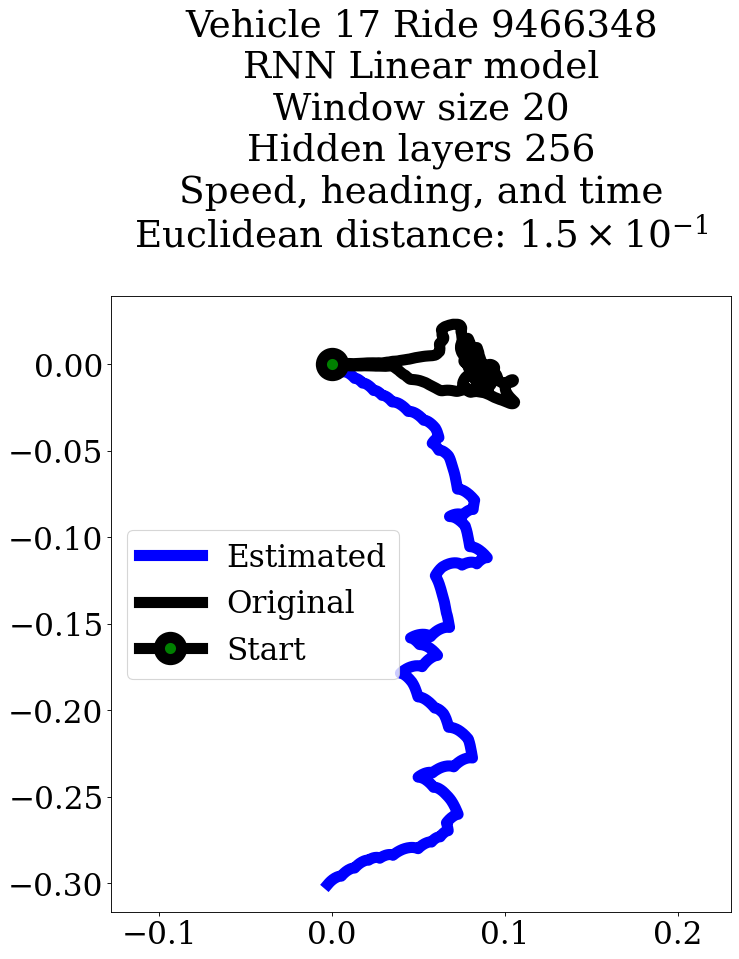 Vehicle 17 Ride 9466348
RNN Linear model
Window size 20
Hidden layers 256
Speed, heading, and time
Euclidean distance: 1.5 × 10⁻¹
0.00
−0.05
−0.10
−0.15
−0.20
−0.25
−0.30
Estimated
Original
Start
−0.1 0.0 0.1 0.2